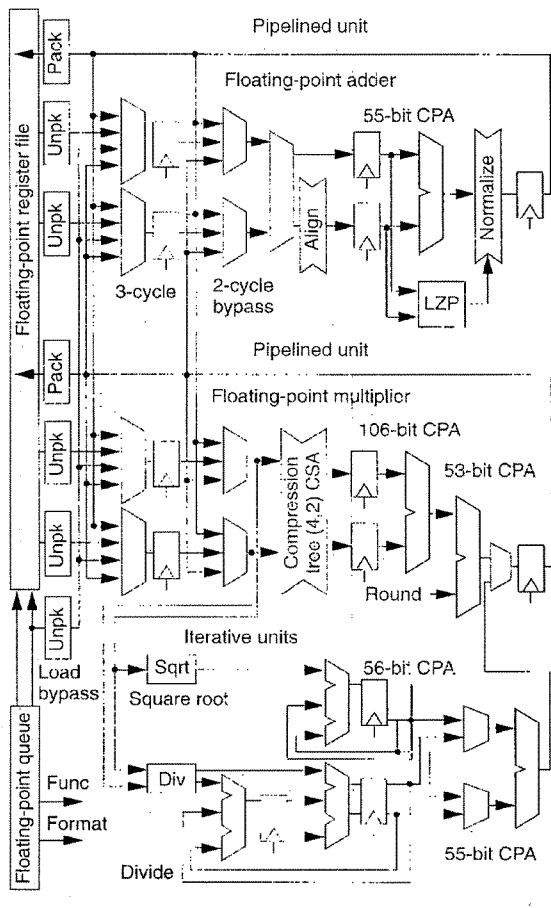 Pipelined unit
Pack
Floating-point adder
Unpk
55-bit CPA
Floating-point register file
Unpk
Align
Normalize
3-cycle
2-cycle
bypass
LZP
Pipelined unit
Pack
Floating-point multiplier
106-bit CPA
Unpk
53-bit CPA
Compression
tree (4,2) CSA
Unpk
Round
Unpk
Iterative units
Load
bypass
Sqrt
56-bit CPA
Square root
Floating-point queue
Func
Div
Format
Divide
55-bit CPA